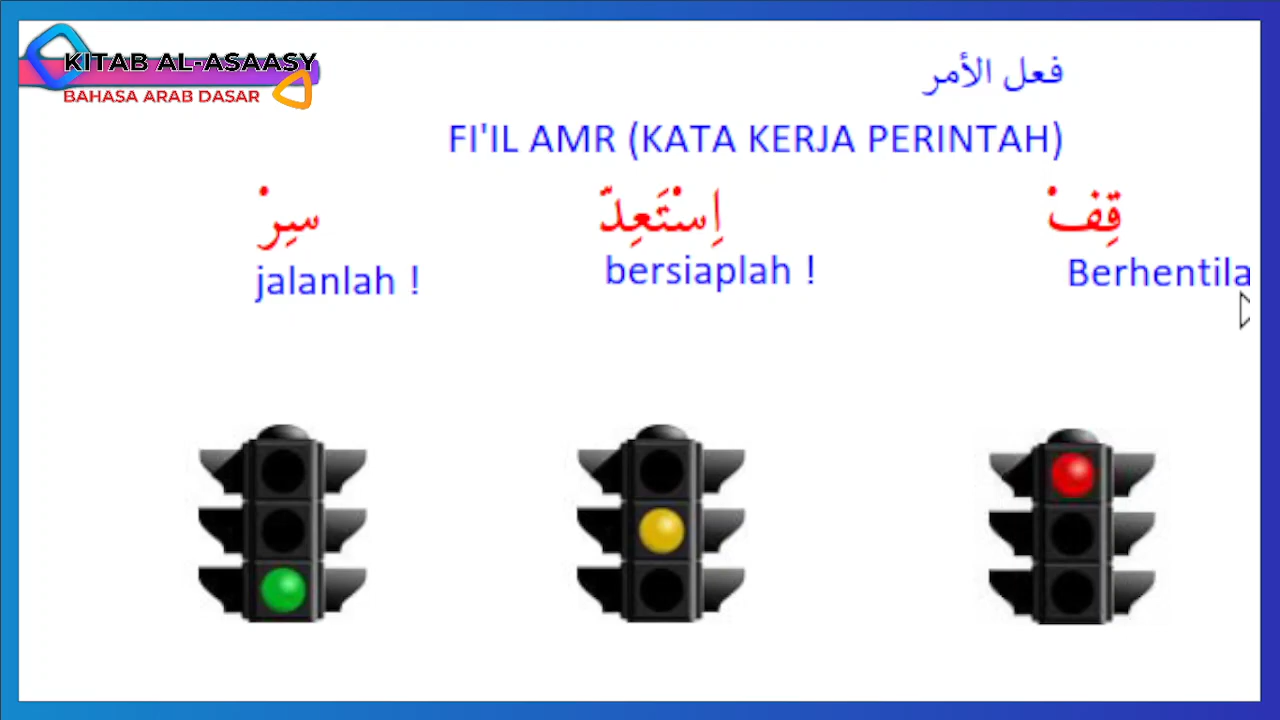 KITAB AL-ASAASY
BAHASA ARAB DASAR
فعل الأمر
FI'IL AMR (KATA KERJA PERINTAH)
قِفْ
اِسْتَعِدّ
سِرْ
Berhentila
bersiaplah !
jalanlah !